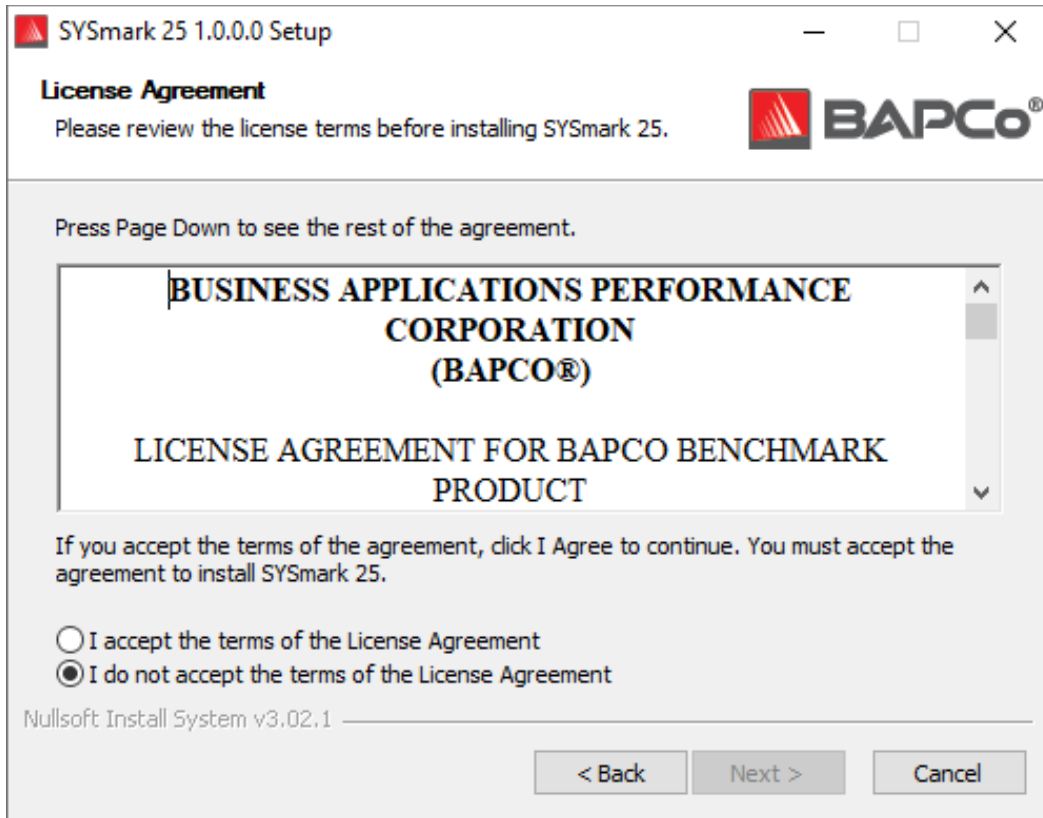 SYSmark 25 1.0.0.0 Setup
License Agreement
Please review the license terms before installing SYSmark 25.
BAPCo®
Press Page Down to see the rest of the agreement.
BUSINESS APPLICATIONS PERFORMANCE
CORPORATION
(BAPCO®)
LICENSE AGREEMENT FOR BAPCO BENCHMARK
PRODUCT
If you accept the terms of the agreement, click I Agree to continue. You must accept the
agreement to install SYSmark 25.
I accept the terms of the License Agreement
I do not accept the terms of the License Agreement
Nullsoft Install System v3.02.1
< Back Next > Cancel